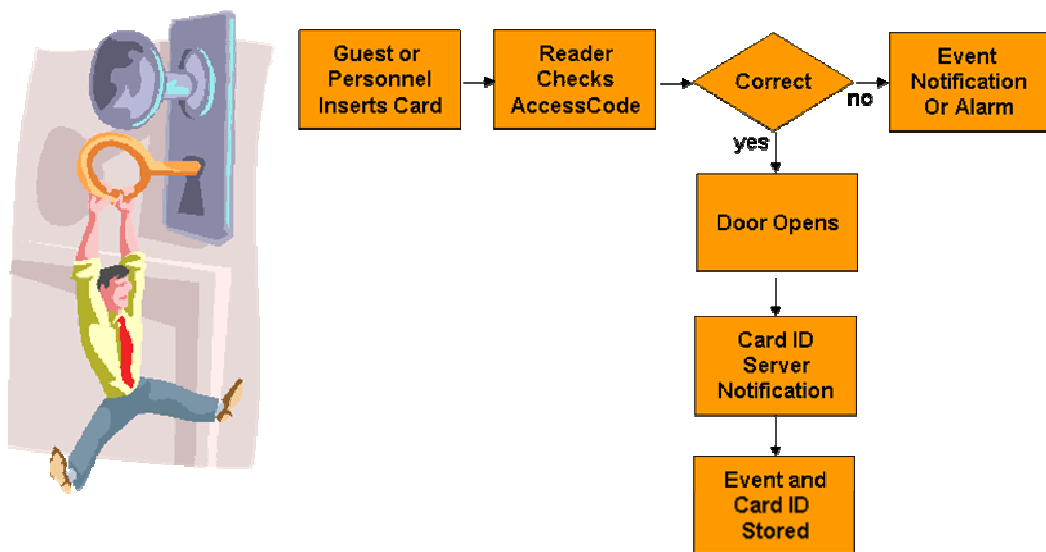 Guest or
Personnel
Inserts Card
Reader
Checks
AccessCode
Correct
no
Event
Notification
Or Alarm
yes
Door Opens
Card ID
Server
Notification
Event and
Card ID
Stored